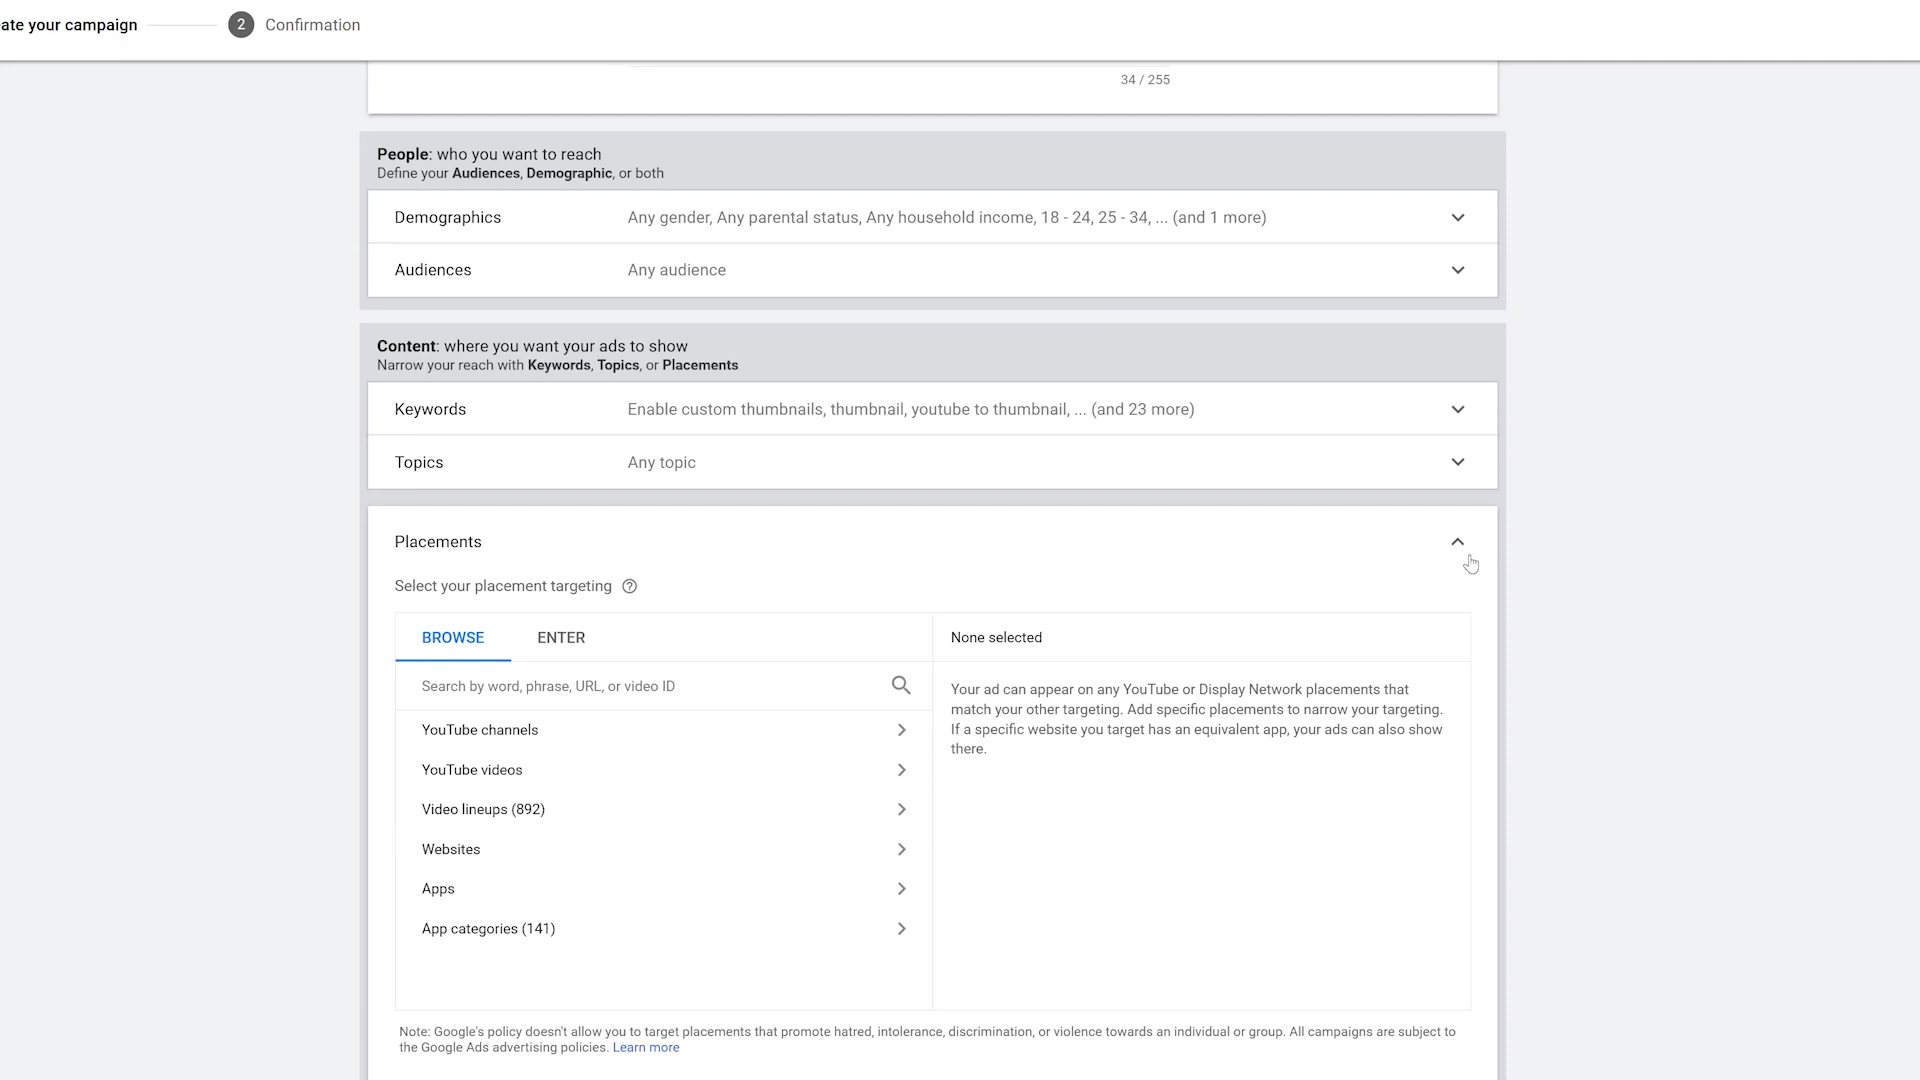 ate your campaign
2 Confirmation
34 / 255
People: who you want to reach
Define your Audiences, Demographic, or both
Demographics Any gender, Any parental status, Any household income, 18 - 24, 25 - 34, ... (and 1 more)
Audiences Any audience
Content: where you want your ads to show
Narrow your reach with Keywords, Topics, or Placements
Keywords Enable custom thumbnails, thumbnail, youtube to thumbnail, ... (and 23 more)
Topics Any topic
Placements
Select your placement targeting ?
BROWSE ENTER
Search by word, phrase, URL, or video ID
YouTube channels
YouTube videos
Video lineups (892)
Websites
Apps
App categories (141)
None selected
Your ad can appear on any YouTube or Display Network placements that
match your other targeting. Add specific placements to narrow your targeting.
If a specific website you target has an equivalent app, your ads can also show
there.
Note: Google's policy doesn't allow you to target placements that promote hatred, intolerance, discrimination, or violence towards an individual or group. All campaigns are subject to
the Google Ads advertising policies. Learn more